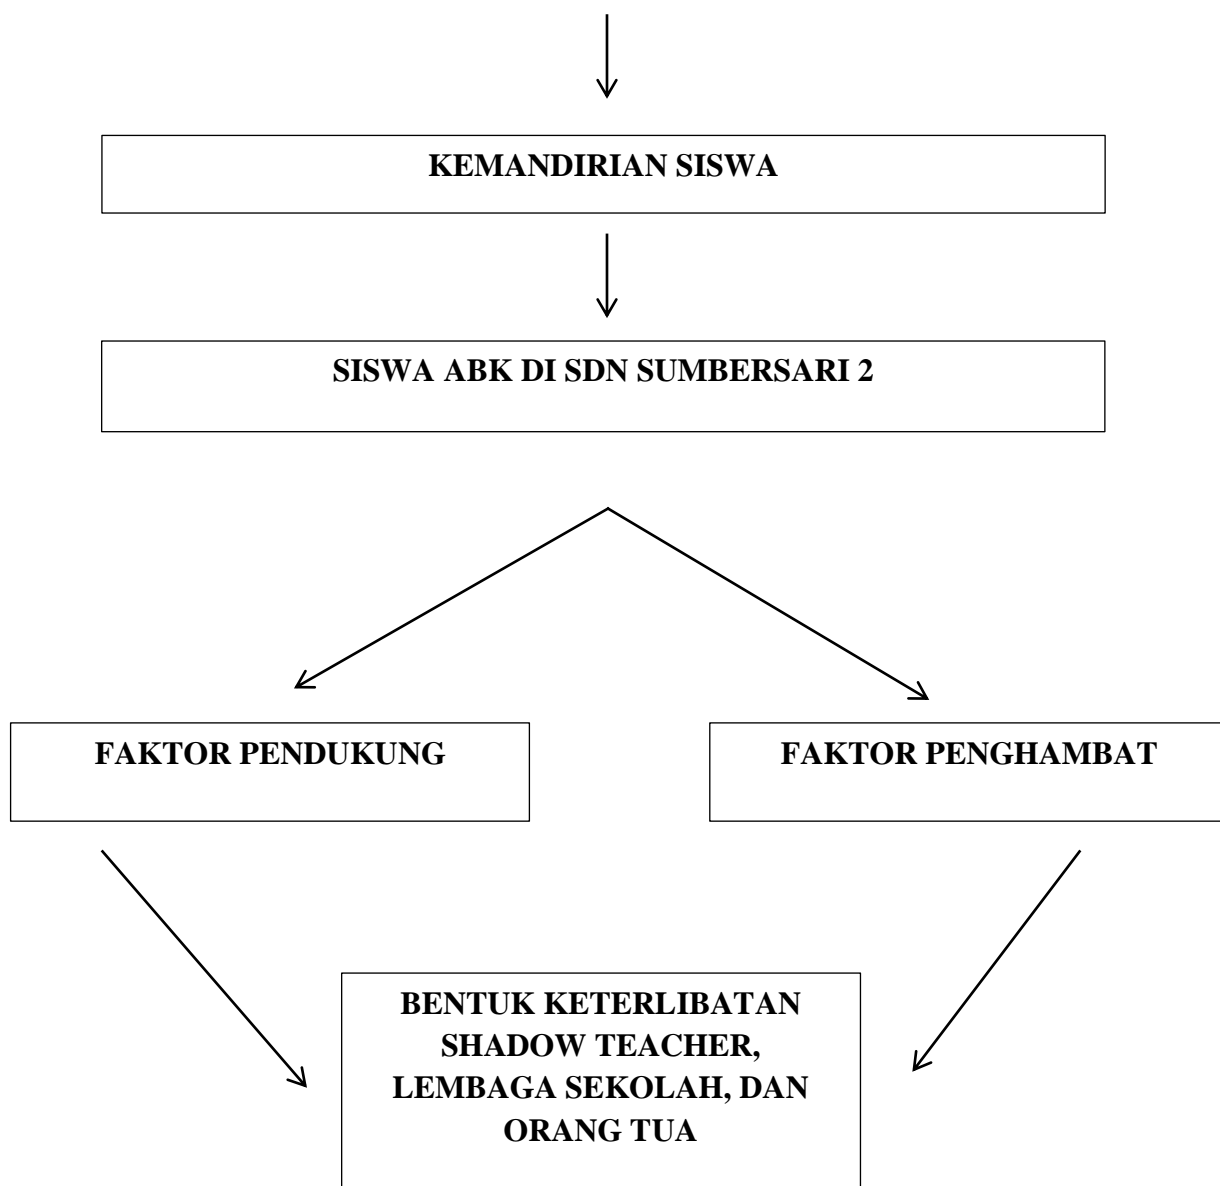 KEMANDIRIAN SISWA
SISWA ABK DI SDN SUMBERSARI 2
FAKTOR PENDUKUNG
FAKTOR PENGHAMBAT
BENTUK KETERLIBATAN
SHADOW TEACHER,
LEMBAGA SEKOLAH, DAN
ORANG TUA